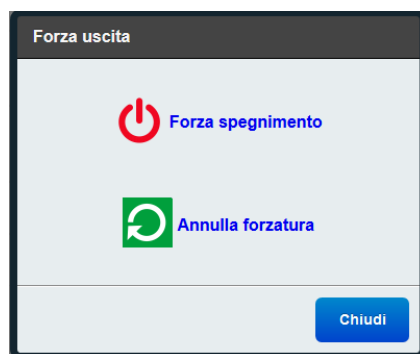 Forza uscita
Forza spegnimento
Annulla forzatura
Chiudi